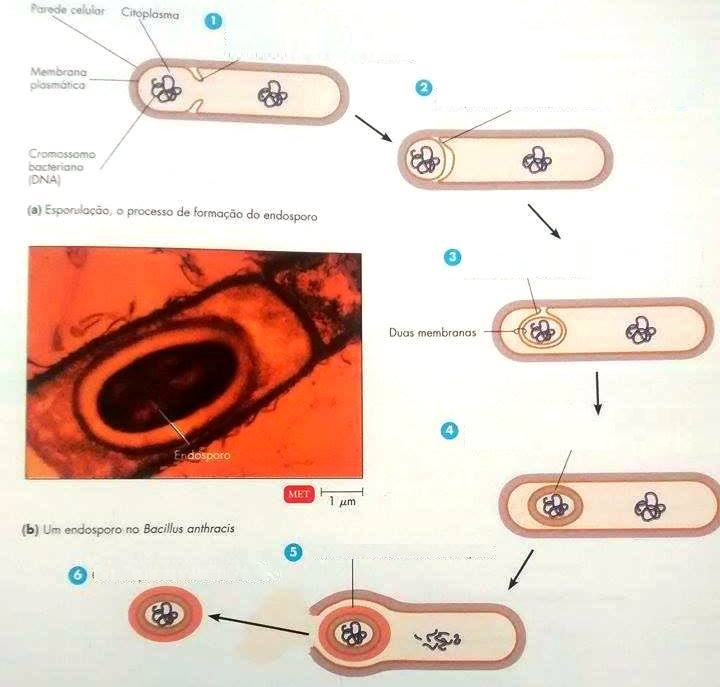 Parede celular
Citoplasma
1
Membrana
plasmática
Cromossomo
bacteriano
(DNA)
2
(a) Esporulação, o processo de formação do endosporo
3
Duas membranas
Endósporo
4
MET
1 μm
(b) Um endosporo no Bacillus anthracis
5
6